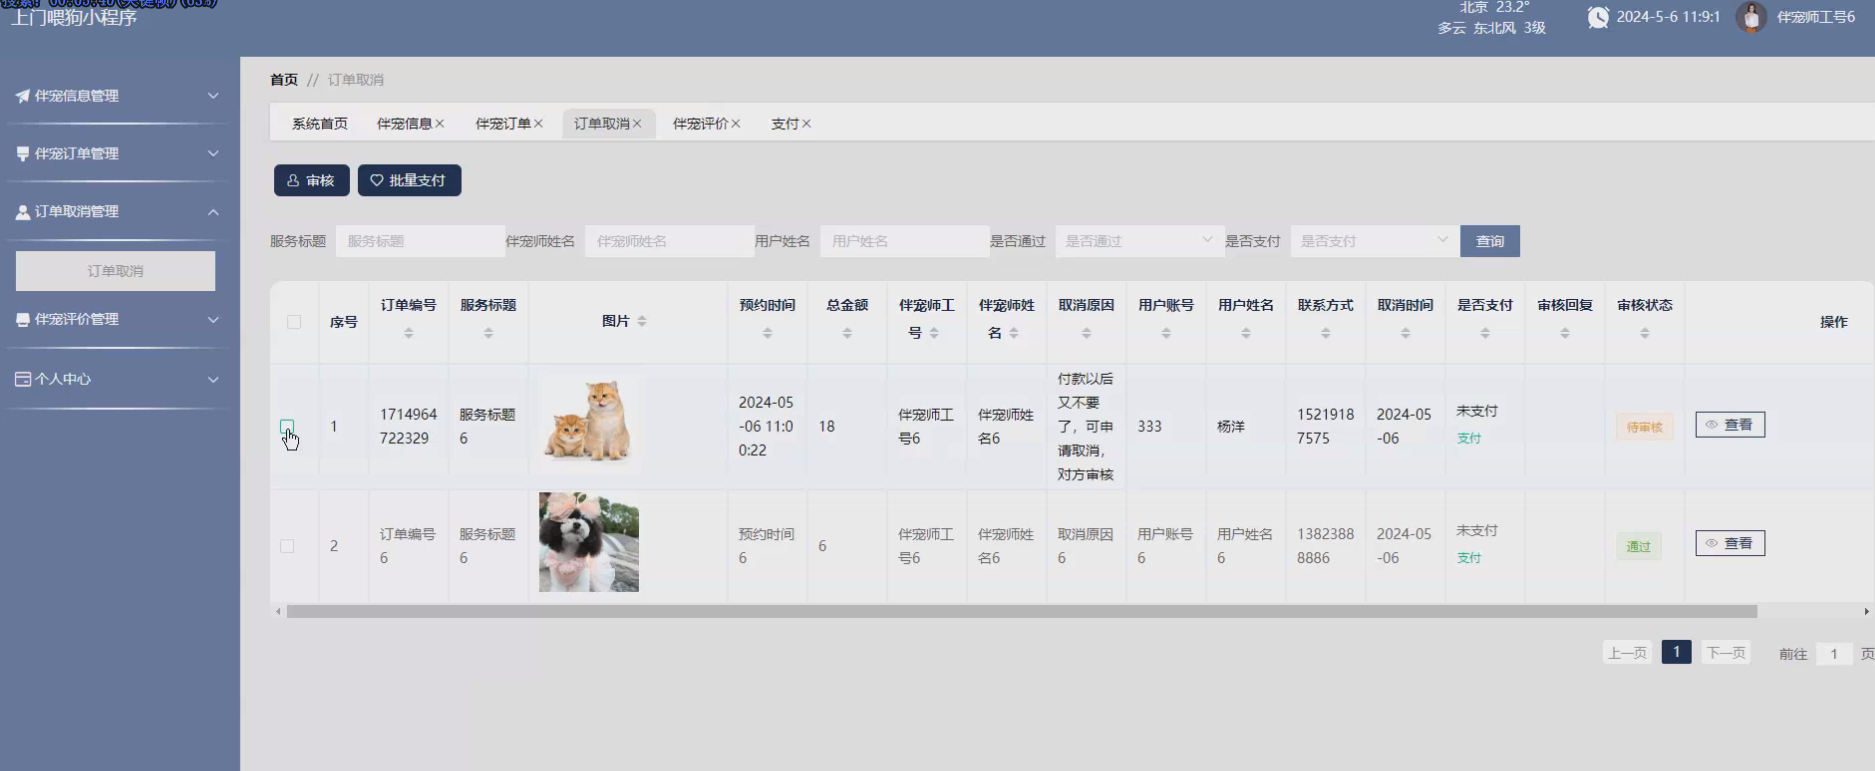 搜索: 00:05:40(关键帧)(63%)
上门喂狗小程序
北京 23.2°
多云 东北风 3级
2024-5-6 11:9:1
伴宠师工号6
伴宠信息管理
伴宠订单管理
订单取消管理
订单取消
伴宠评价管理
个人中心
首页 // 订单取消
系统首页 伴宠信息× 伴宠订单× 订单取消× 伴宠评价× 支付×
审核 批量支付
服务标题 服务标题 伴宠师姓名 伴宠师姓名 用户姓名 用户姓名 是否通过 是否通过 是否支付 是否支付 查询
序号 订单编号 服务标题 图片 预约时间 总金额 伴宠师工号 伴宠师姓名 取消原因 用户账号 用户姓名 联系方式 取消时间 是否支付 审核回复 审核状态 操作
1
1714964
722329
服务标题
6
2024-05
-06 11:0
0:22
18
伴宠师工
号6
伴宠师姓
名6
付款以后
又不要
了，可申
请取消，
对方审核
333
杨洋
1521918
7575
2024-05
-06
未支付
支付
待审核
查看
2
订单编号
6
服务标题
6
预约时间
6
6
伴宠师工
号6
伴宠师姓
名6
取消原因
6
用户账号
6
用户姓名
6
1382388
8886
2024-05
-06
未支付
支付
通过
查看
上一页 1 下一页 前往 1 页